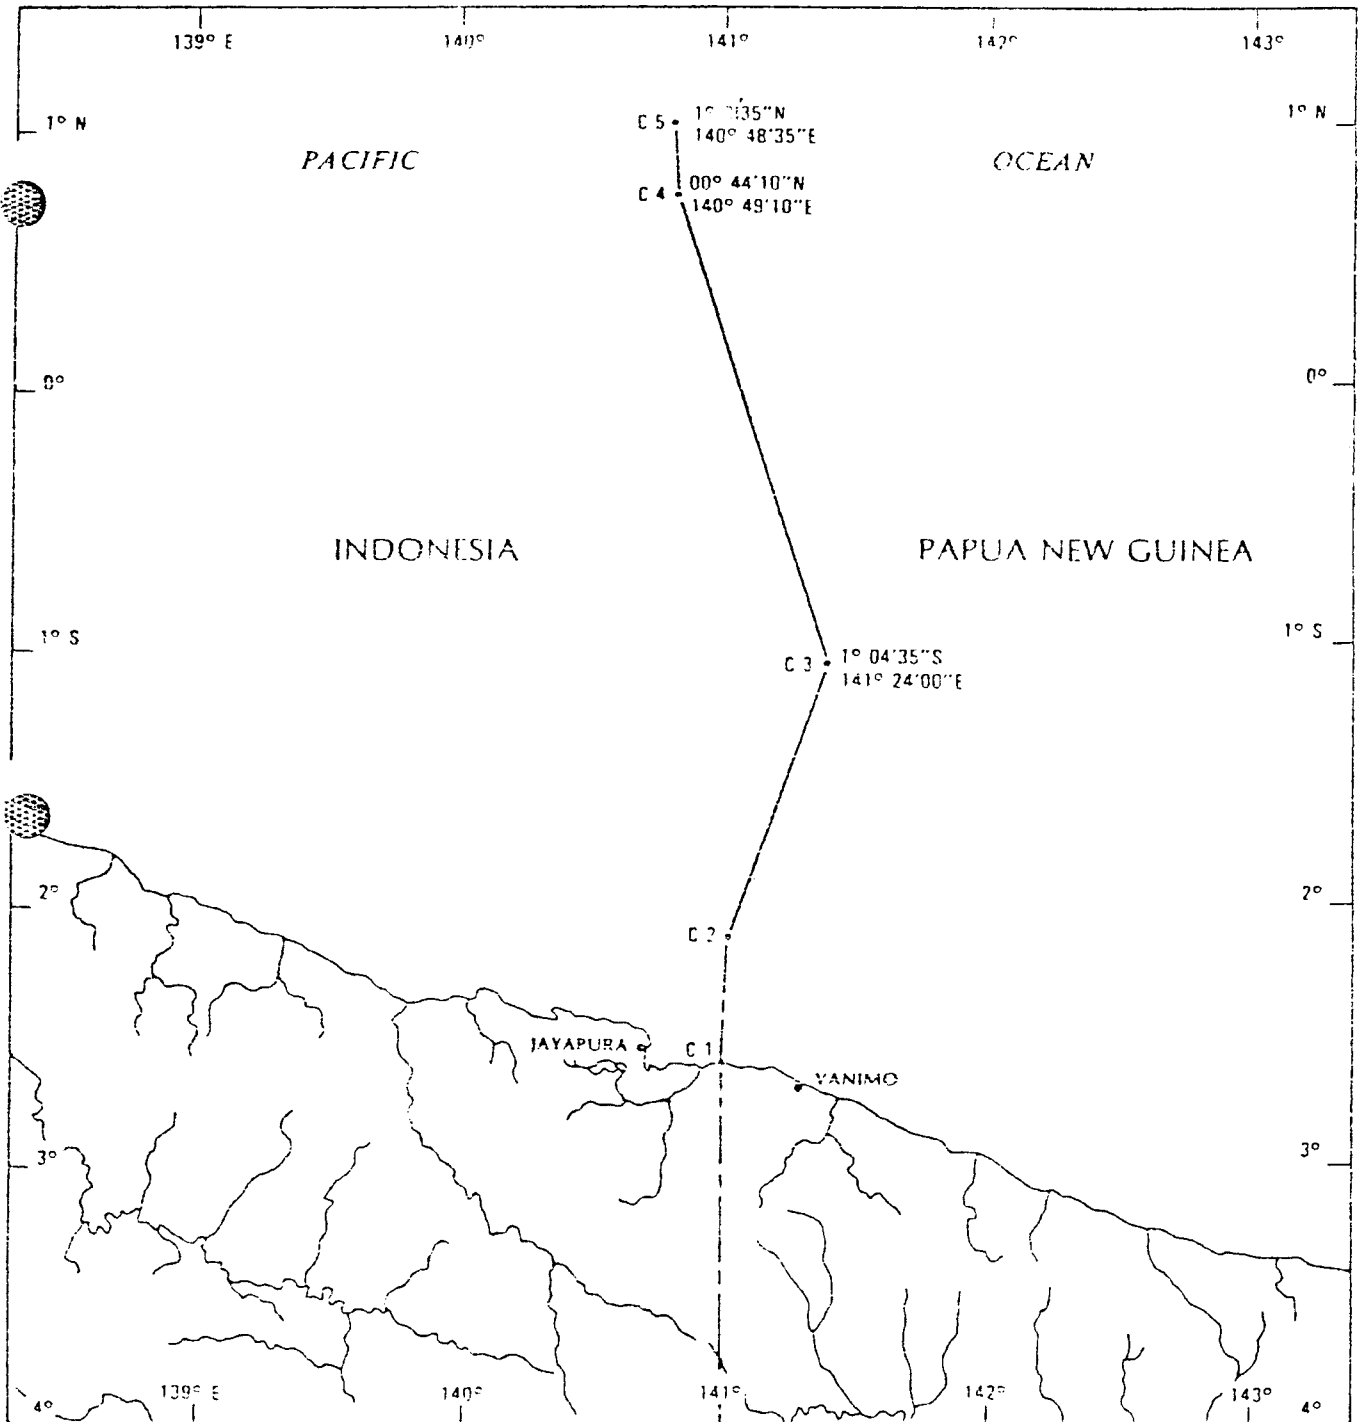 139° E 140° 141° 142° 143°
1° N C 5 1° 35"N 1° N
140° 48'35"E
PACIFIC OCEAN
00° 44'10"N
C 4 140° 49'10"E
0° 0°
INDONESIA PAPUA NEW GUINEA
1° S 1° S
C 3 1° 04'35"S
141° 24'00"E
2° 2°
C 2
JAYAPURA C 1
VANIMO
3° 3°
139° E 140° 141° 142° 143°
4° 4°